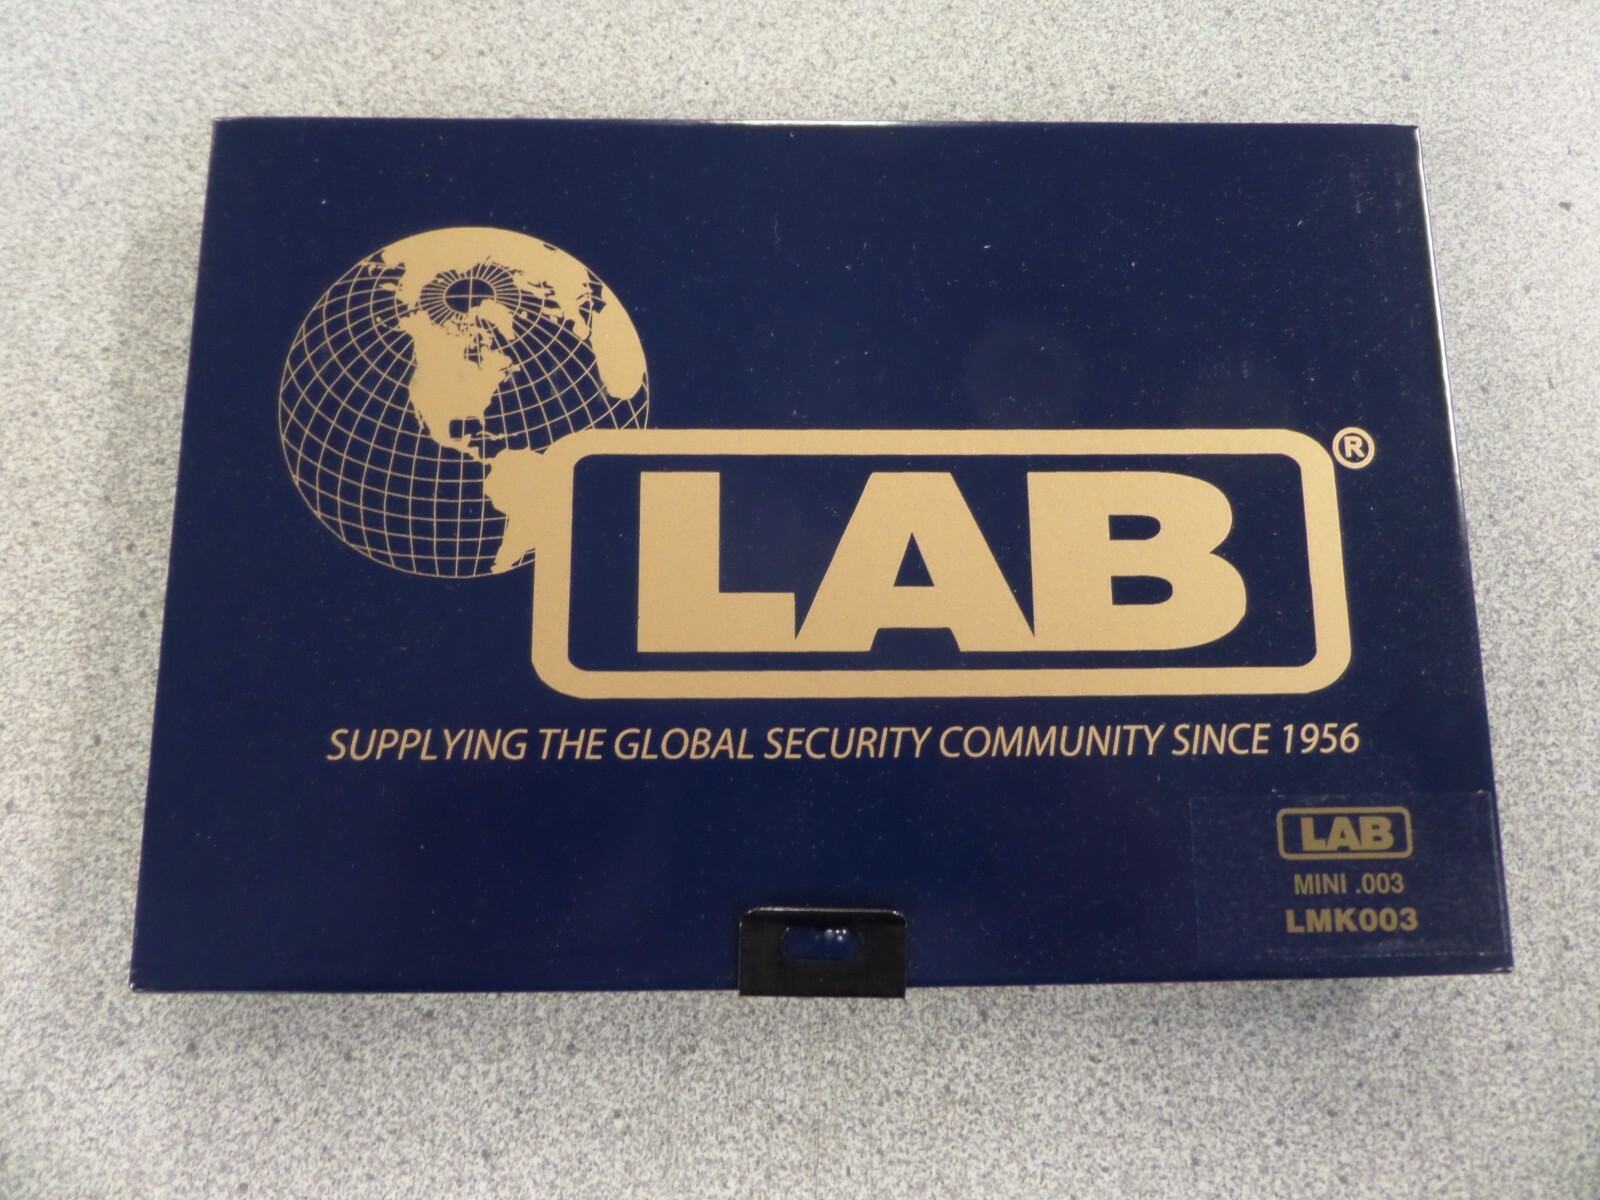 LAB®
SUPPLYING THE GLOBAL SECURITY COMMUNITY SINCE 1956
LAB
MINI .003
LMK003